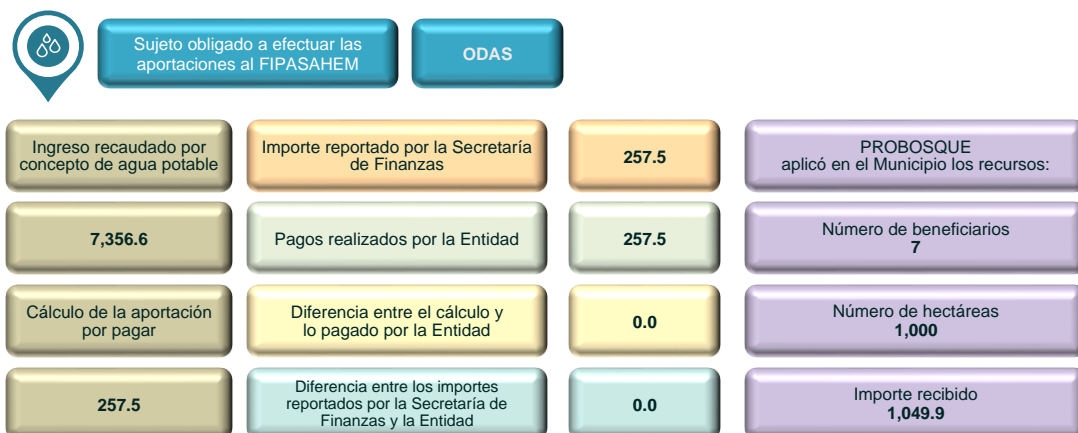 Sujeto obligado a efectuar las
aportaciones al FIPASAHEM
ODAS
Ingreso recaudado por
concepto de agua potable
Importe reportado por la Secretaría
de Finanzas
257.5
PROBOSQUE
aplicó en el Municipio los recursos:
7,356.6
Pagos realizados por la Entidad
257.5
Número de beneficiarios
7
Cálculo de la aportación
por pagar
Diferencia entre el cálculo y
lo pagado por la Entidad
0.0
Número de hectáreas
1,000
257.5
Diferencia entre los importes
reportados por la Secretaría de
Finanzas y la Entidad
0.0
Importe recibido
1,049.9